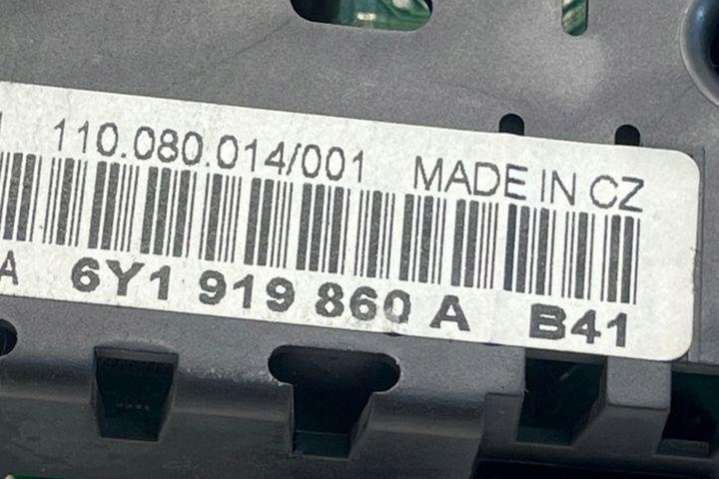 110.080.014/001 MADE IN CZ
A 6Y1 919 860 A B41